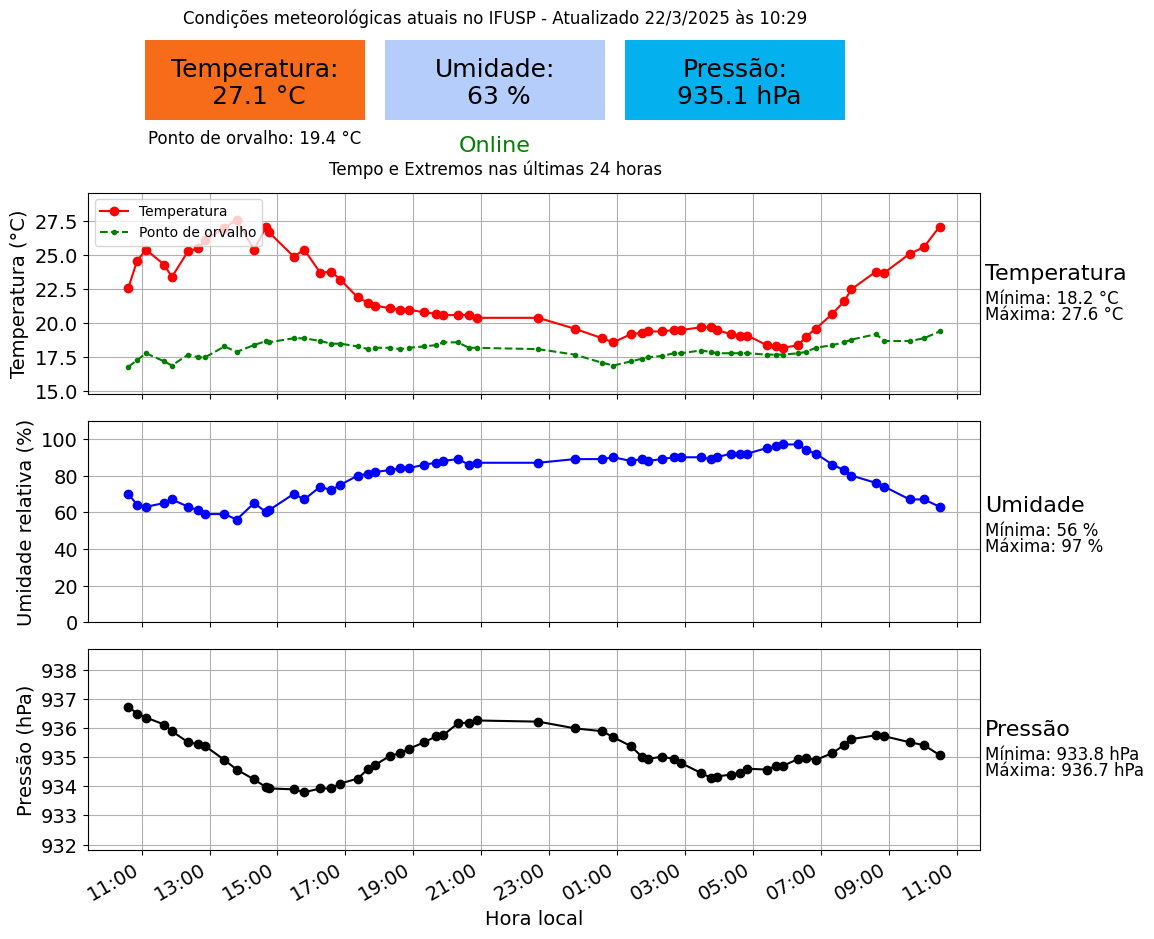 Condições meteorológicas atuais no IFUSP - Atualizado 22/3/2025 às 10:29
Temperatura:
27.1 °C
Umidade:
63 %
Pressão:
935.1 hPa
Ponto de orvalho: 19.4 °C
Online
Tempo e Extremos nas últimas 24 horas
Temperatura (°C)
27.5
25.0
22.5
20.0
17.5
15.0
Temperatura
Ponto de orvalho
Temperatura
Mínima: 18.2 °C
Máxima: 27.6 °C
Umidade relativa (%)
100
80
60
40
20
0
Umidade
Mínima: 56 %
Máxima: 97 %
Pressão (hPa)
938
937
936
935
934
933
932
Pressão
Mínima: 933.8 hPa
Máxima: 936.7 hPa
11:00 13:00 15:00 17:00 19:00 21:00 23:00 01:00 03:00 05:00 07:00 09:00 11:00
Hora local